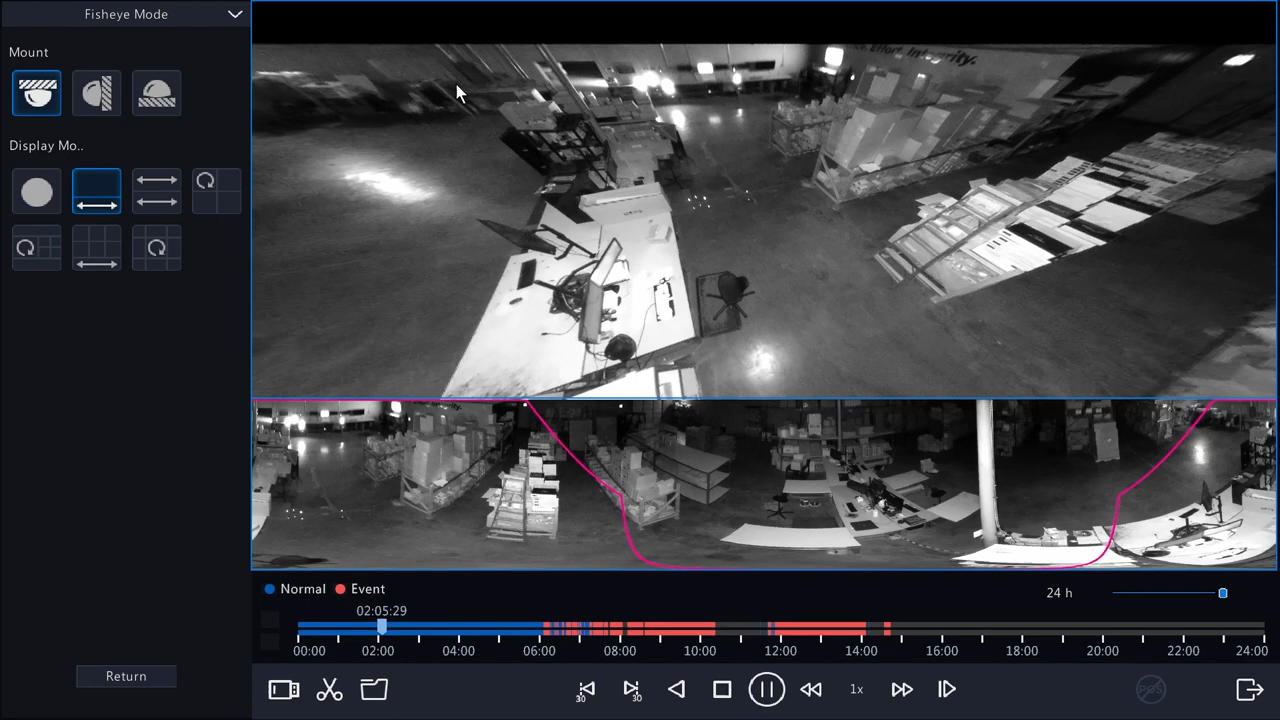 Fisheye Mode
Mount
. Effort. Integrity.
Display Mo..
Normal
Event
24 h
02:05:29
00:00 02:00 04:00 06:00 08:00 10:00 12:00 14:00 16:00 18:00 20:00 22:00 24:00
Return
30
30
1x
POS